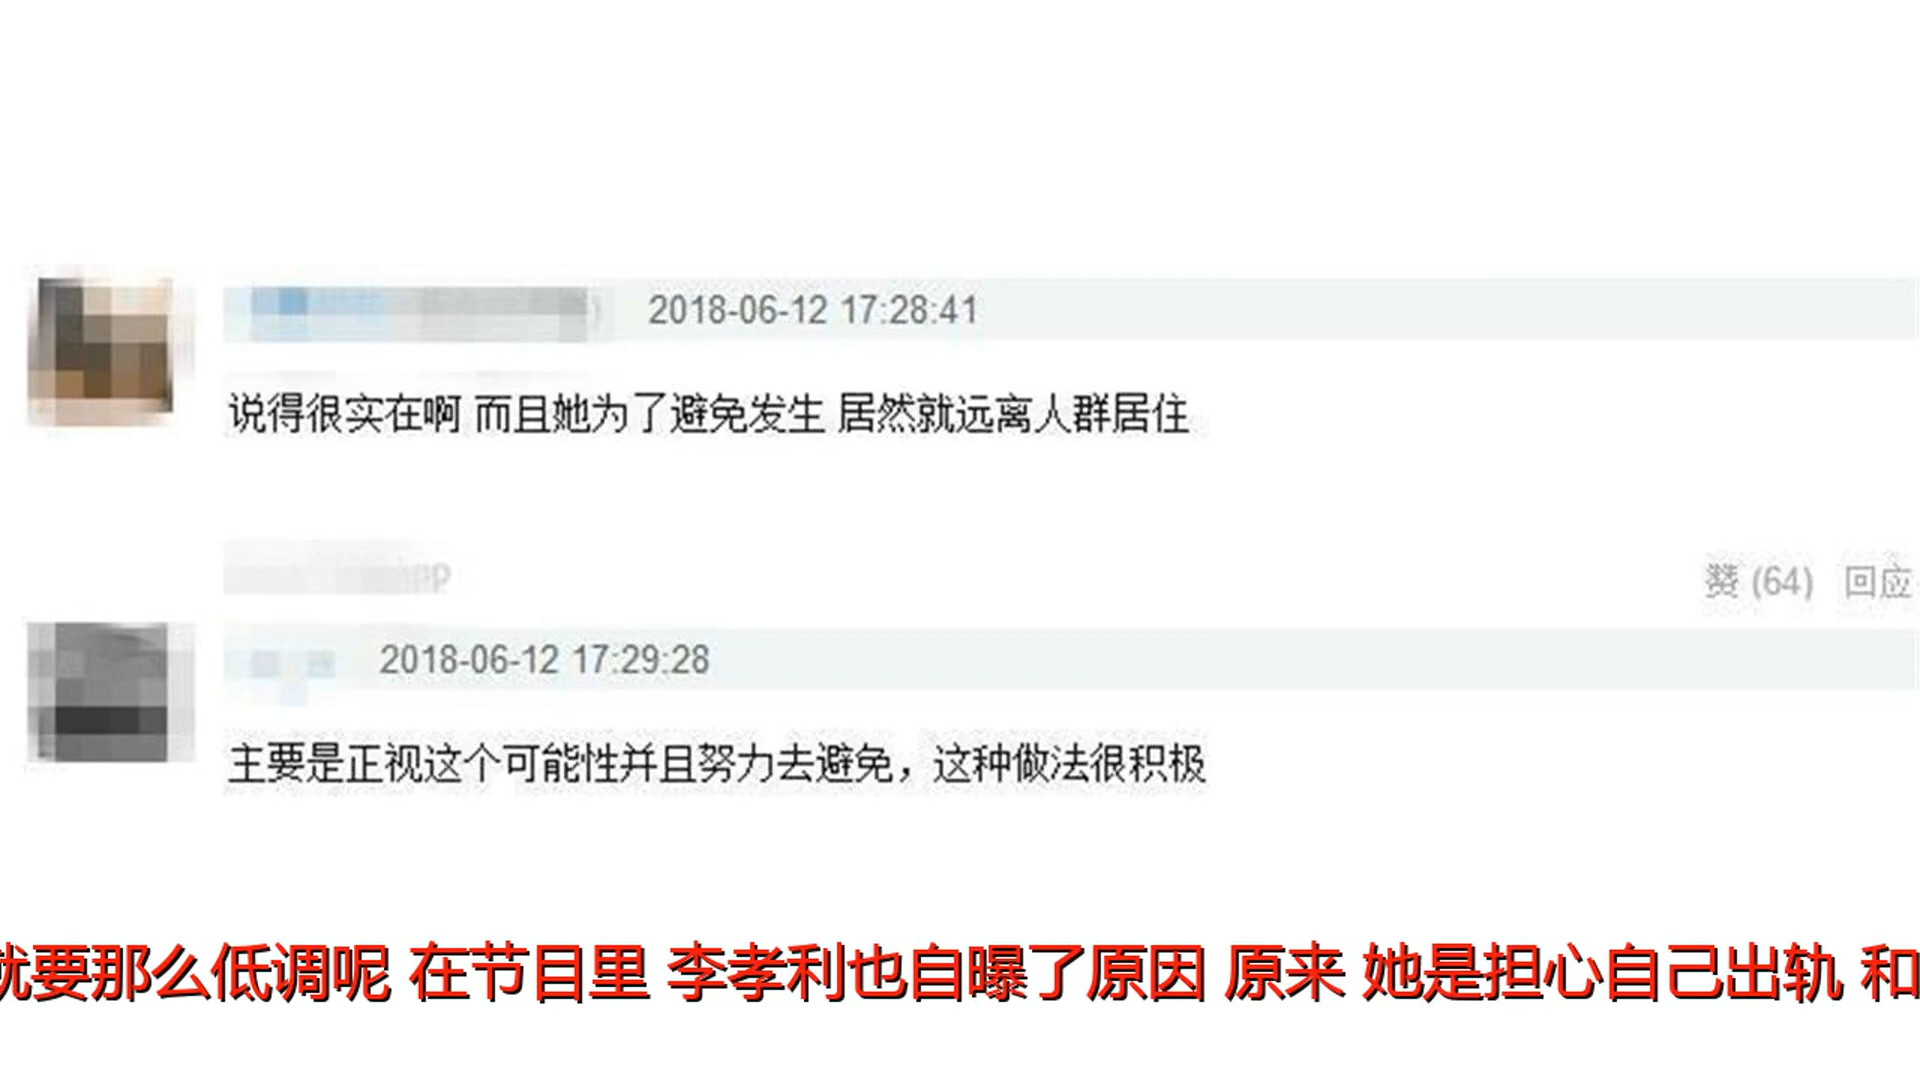 2018-06-12 17:28:41
说得很实在啊 而且她为了避免发生 居然就远离人群居住
赞 (64) 回应
2018-06-12 17:29:28
主要是正视这个可能性并且努力去避免，这种做法很积极
就要那么低调呢 在节目里 李孝利也自曝了原因 原来 她是担心自己出轨 和